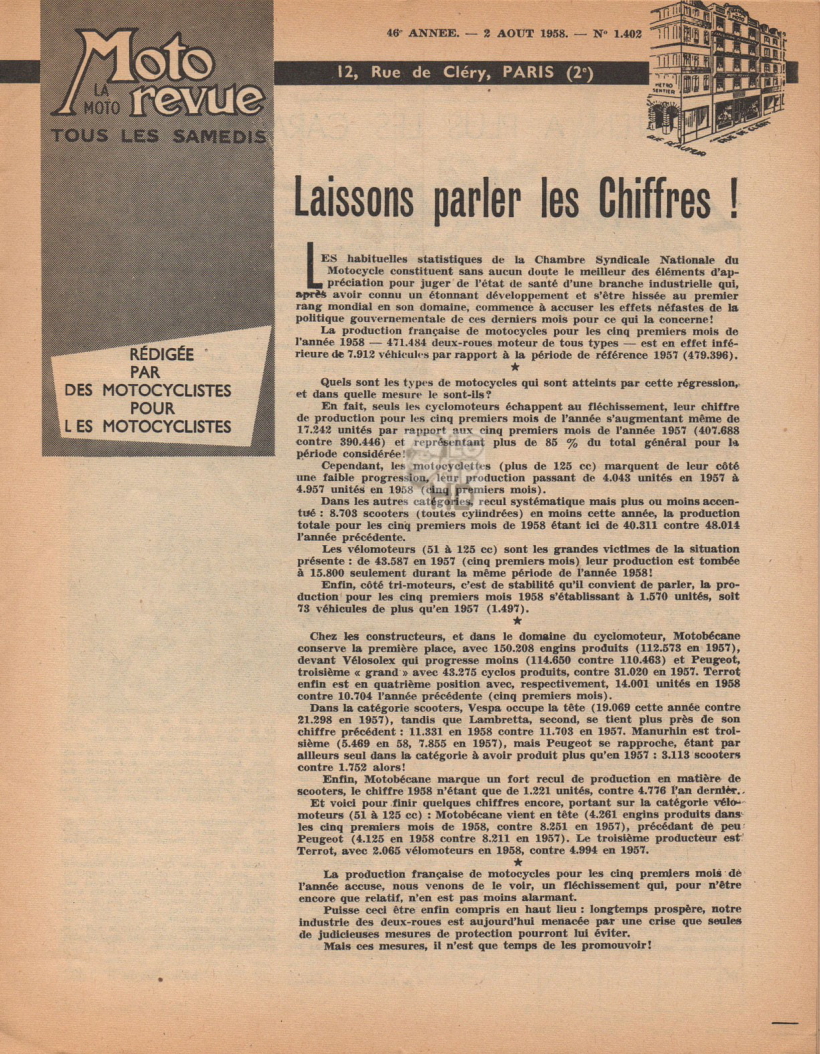 46e ANNEE. — 2 AOUT 1958. — N° 1.402
12, Rue de Cléry, PARIS (2e)
Moto
LA
MOTO
revue
TOUS LES SAMEDIS
METRO
SENTIER
RUE REAUMUR
RUE DE CLERY
RÉDIGÉE
PAR
DES MOTOCYCLISTES
POUR
LES MOTOCYCLISTES
Laissons parler les Chiffres !
LES habituelles statistiques de la Chambre Syndicale Nationale du
Motocycle constituent sans aucun doute le meilleur des éléments d'ap-
préciation pour juger de l'état de santé d'une branche industrielle qui,
après avoir connu un étonnant développement et s'être hissée au premier
rang mondial en son domaine, commence à accuser les effets néfastes de la
politique gouvernementale de ces derniers mois pour ce qui la concerne!
La production française de motocycles pour les cinq premiers mois de
l'année 1958 — 471.484 deux-roues moteur de tous types — est en effet infé-
rieure de 7.912 véhicules par rapport à la période de référence 1957 (479.396).
★
Quels sont les types de motocycles qui sont atteints par cette régression,
et dans quelle mesure le sont-ils?
En fait, seuls les cyclomoteurs échappent au fléchissement, leur chiffre
de production pour les cinq premiers mois de l'année s'augmentant même de
17.242 unités par rapport aux cinq premiers mois de l'année 1957 (407.688
contre 390.446) et représentant plus de 85 % du total général pour la
période considérée!
Cependant, les motocyclettes (plus de 125 cc) marquent de leur côté
une faible progression, leur production passant de 4.043 unités en 1957 à
4.957 unités en 1958 (cinq premiers mois).
Dans les autres catégories, recul systématique mais plus ou moins accen-
tué : 8.703 scooters (toutes cylindrées) en moins cette année, la production
totale pour les cinq premiers mois de 1958 étant ici de 40.311 contre 48.014
l'année précédente.
Les vélomoteurs (51 à 125 cc) sont les grandes victimes de la situation
présente : de 43.587 en 1957 (cinq premiers mois) leur production est tombée
à 15.800 seulement durant la même période de l'année 1958!
Enfin, côté tri-moteurs, c'est de stabilité qu'il convient de parler, la pro-
duction pour les cinq premiers mois 1958 s'établissant à 1.570 unités, soit
73 véhicules de plus qu'en 1957 (1.497).
★
Chez les constructeurs, et dans le domaine du cyclomoteur, Motobécane
conserve la première place, avec 150.208 engins produits (112.573 en 1957),
devant Vélosolex qui progresse moins (114.650 contre 110.463) et Peugeot,
troisième « grand » avec 43.275 cyclos produits, contre 31.020 en 1957. Terrot
enfin est en quatrième position avec, respectivement, 14.001 unités en 1958
contre 10.704 l'année précédente (cinq premiers mois).
Dans la catégorie scooters, Vespa occupe la tête (19.069 cette année contre
21.298 en 1957), tandis que Lambretta, second, se tient plus près de son
chiffre précédent : 11.331 en 1958 contre 11.703 en 1957. Manurhin est troi-
sième (5.469 en 58, 7.855 en 1957), mais Peugeot se rapproche, étant par
ailleurs seul dans la catégorie à avoir produit plus qu'en 1957 : 3.113 scooters
contre 1.752 alors!
Enfin, Motobécane marque un fort recul de production en matière de
scooters, le chiffre 1958 n'étant que de 1.221 unités, contre 4.776 l'an dernier.
Et voici pour finir quelques chiffres encore, portant sur la catégorie vélo-
moteurs (51 à 125 cc) : Motobécane vient en tête (4.261 engins produits dans
les cinq premiers mois de 1958, contre 8.251 en 1957), précédant de peu
Peugeot (4.125 en 1958 contre 8.211 en 1957). Le troisième producteur est
Terrot, avec 2.065 vélomoteurs en 1958, contre 4.994 en 1957.
★
La production française de motocycles pour les cinq premiers mois de
l'année accuse, nous venons de le voir, un fléchissement qui, pour n'être
encore que relatif, n'en est pas moins alarmant.
Puisse ceci être enfin compris en haut lieu : longtemps prospère, notre
industrie des deux-roues est aujourd'hui menacée par une crise que seules
de judicieuses mesures de protection pourront lui éviter.
Mais ces mesures, il n'est que temps de les promouvoir!